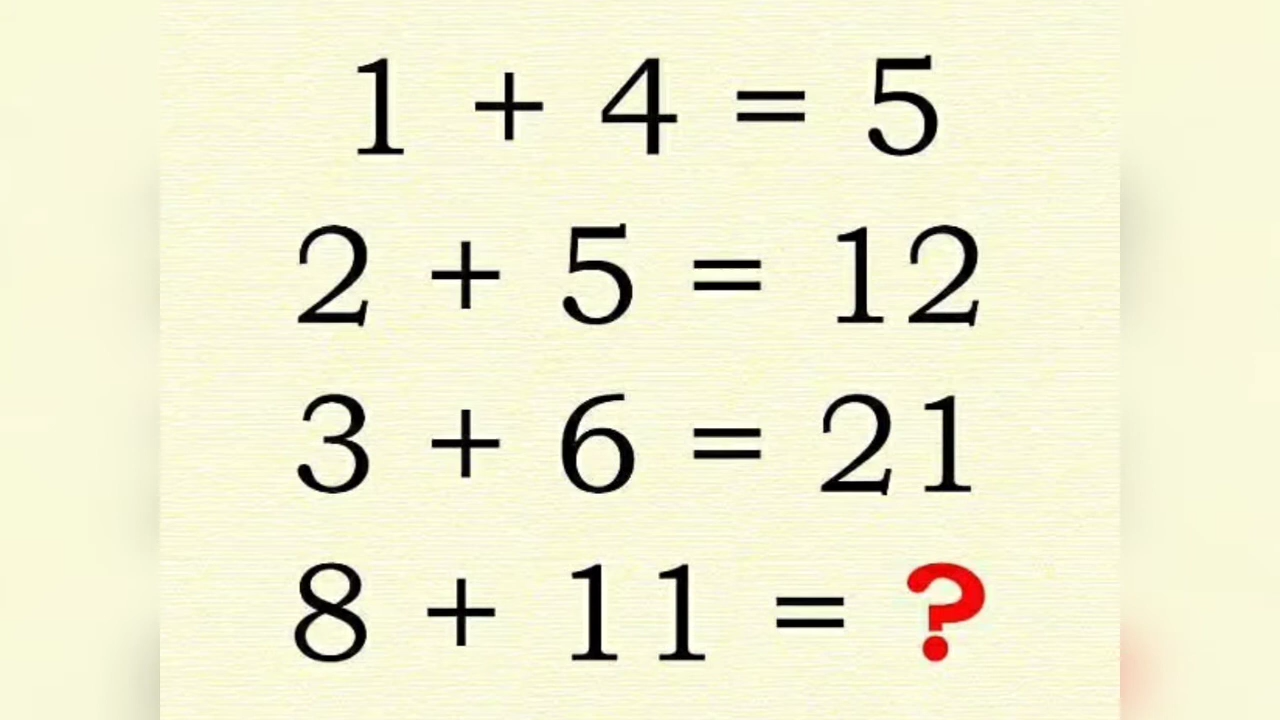 1 + 4 = 5
2 + 5 = 12
3 + 6 = 21
8 + 11 = ?